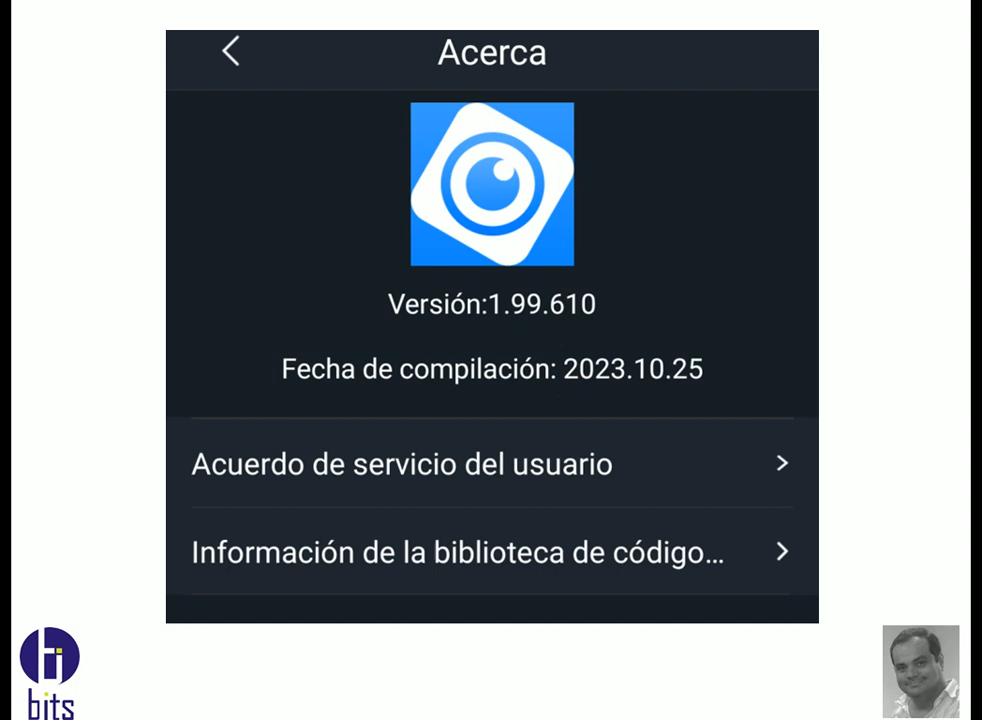 Acerca
Versión:1.99.610
Fecha de compilación: 2023.10.25
Acuerdo de servicio del usuario
Información de la biblioteca de código...
bits